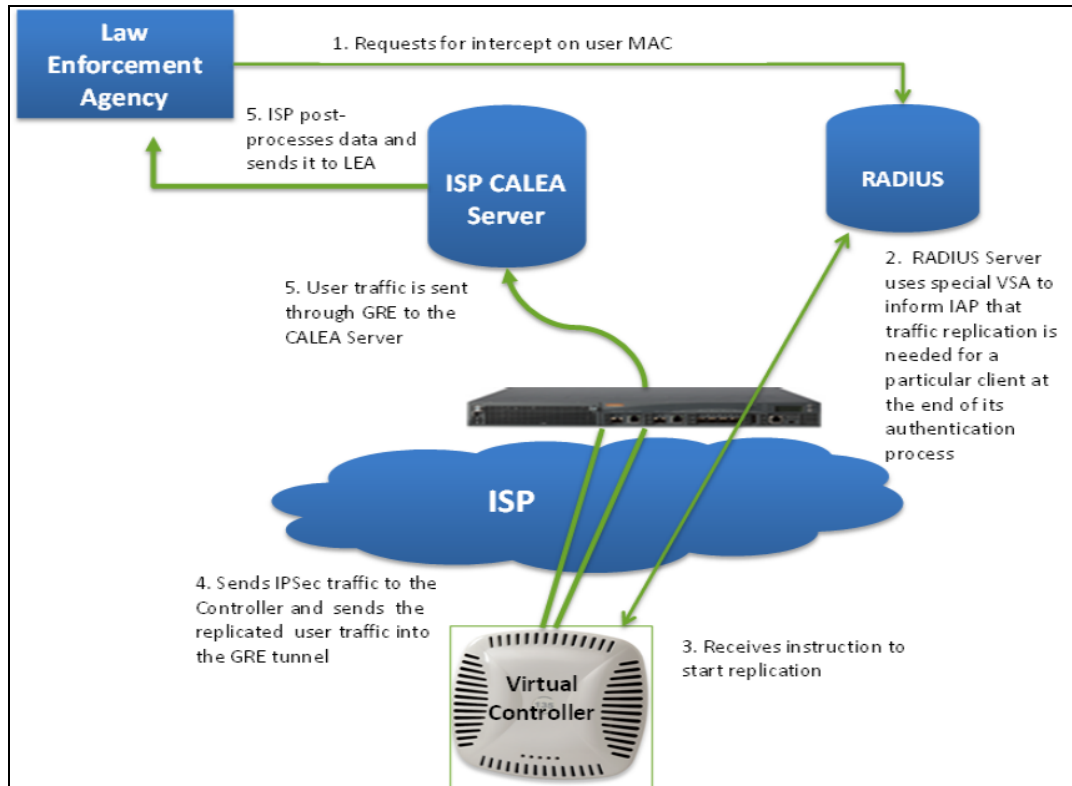 Law
Enforcement
Agency
1. Requests for intercept on user MAC
5. ISP post-
processes data and
sends it to LEA
ISP CALEA
Server
RADIUS
2. RADIUS Server
uses special VSA to
inform IAP that
traffic replication is
needed for a
particular client at
the end of its
authentication
process
5. User traffic is sent
through GRE to the
CALEA Server
ISP
4. Sends IPSec traffic to the
Controller and sends the
replicated user traffic into
the GRE tunnel
3. Receives instruction to
start replication
Virtual
Controller